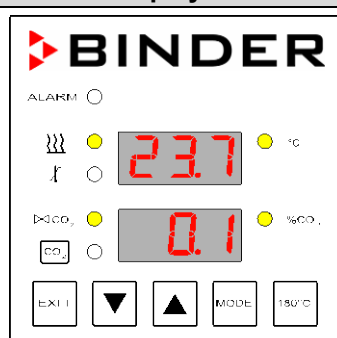 BINDER
ALARM
23.7 °C
CO₂ 0.1 %CO₂
CO₂
EXIT MODE 180°C